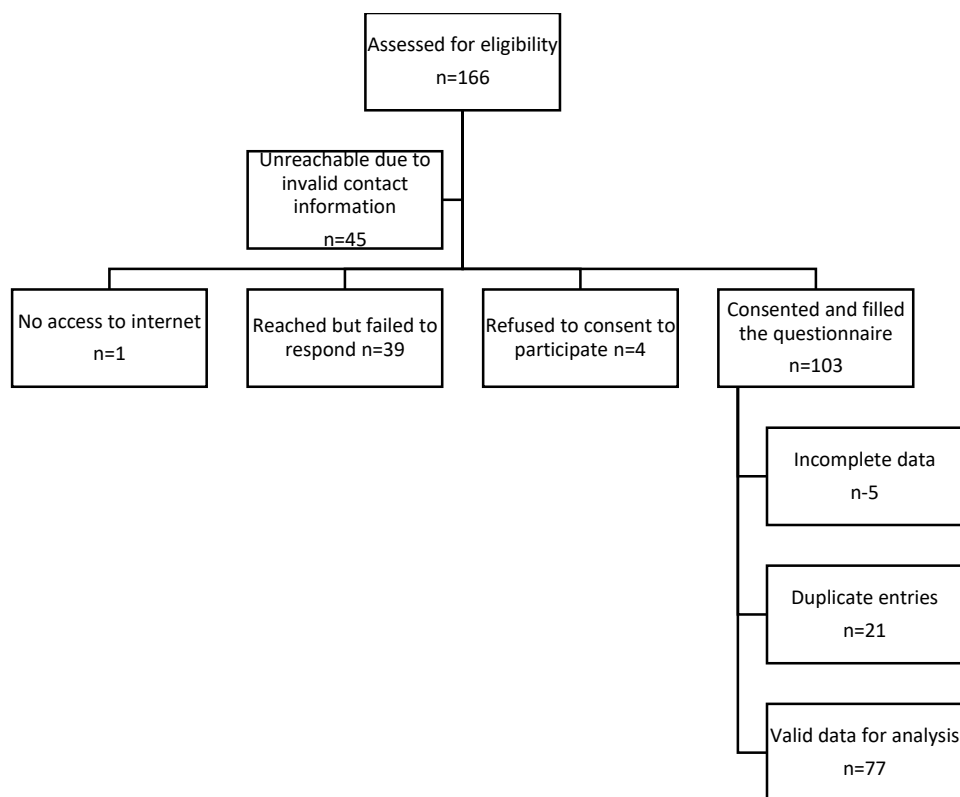 Assessed for eligibility
n=166
Unreachable due to
invalid contact
information
n=45
No access to internet
n=1
Reached but failed to
respond n=39
Refused to consent to
participate n=4
Consented and filled
the questionnaire
n=103
Incomplete data
n-5
Duplicate entries
n=21
Valid data for analysis
n=77